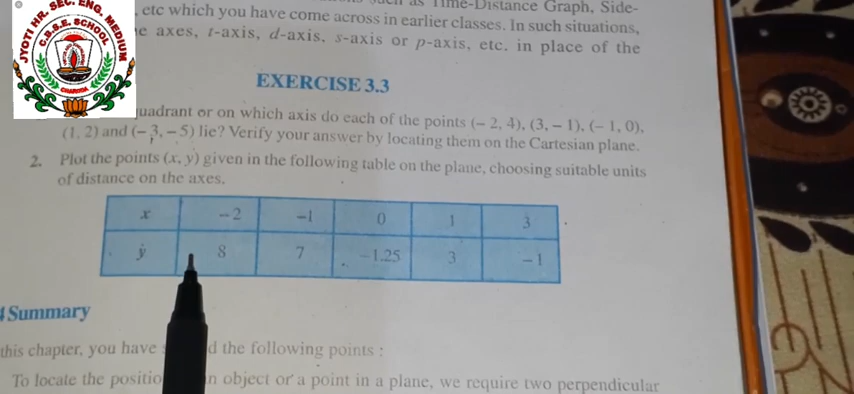 JYOTI HR. SEC. ENG. MEDIUM
C.B.S.E. SCHOOL
CHARODA
as Time-Distance Graph, Side-
, etc which you have come across in earlier classes. In such situations,
axes, t-axis, d-axis, s-axis or p-axis, etc. in place of the
EXERCISE 3.3
uadrant or on which axis do each of the points (– 2, 4), (3, – 1), (– 1, 0),
(1, 2) and (– 3, – 5) lie? Verify your answer by locating them on the Cartesian plane.
2. Plot the points (x, y) given in the following table on the plane, choosing suitable units
of distance on the axes.
x –2 –1 0 1 3
y 8 7 –1.25 3 – 1
Summary
this chapter, you have d the following points :
To locate the positio n object or a point in a plane, we require two perpendicular